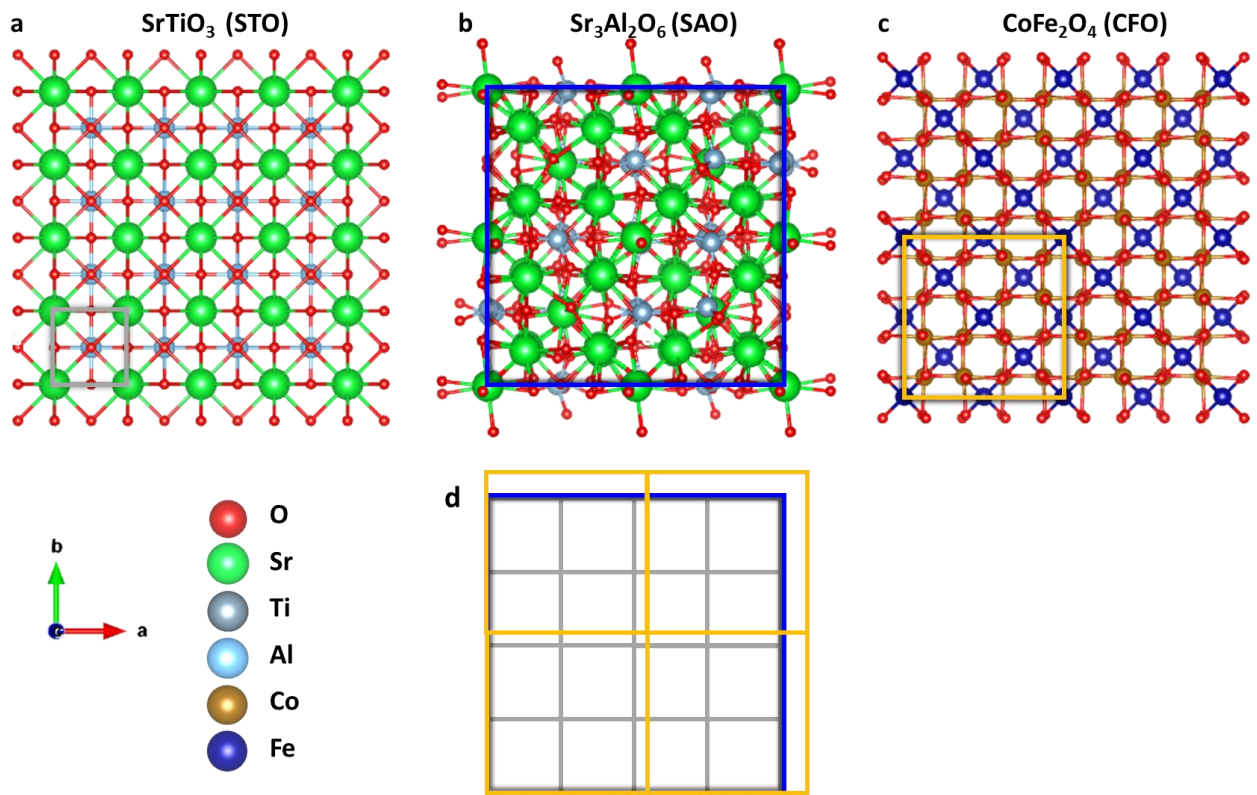 a SrTiO₃ (STO)
b Sr₃Al₂O₆ (SAO)
c CoFe₂O₄ (CFO)
d
O
Sr
Ti
Al
Co
Fe
b
a
c